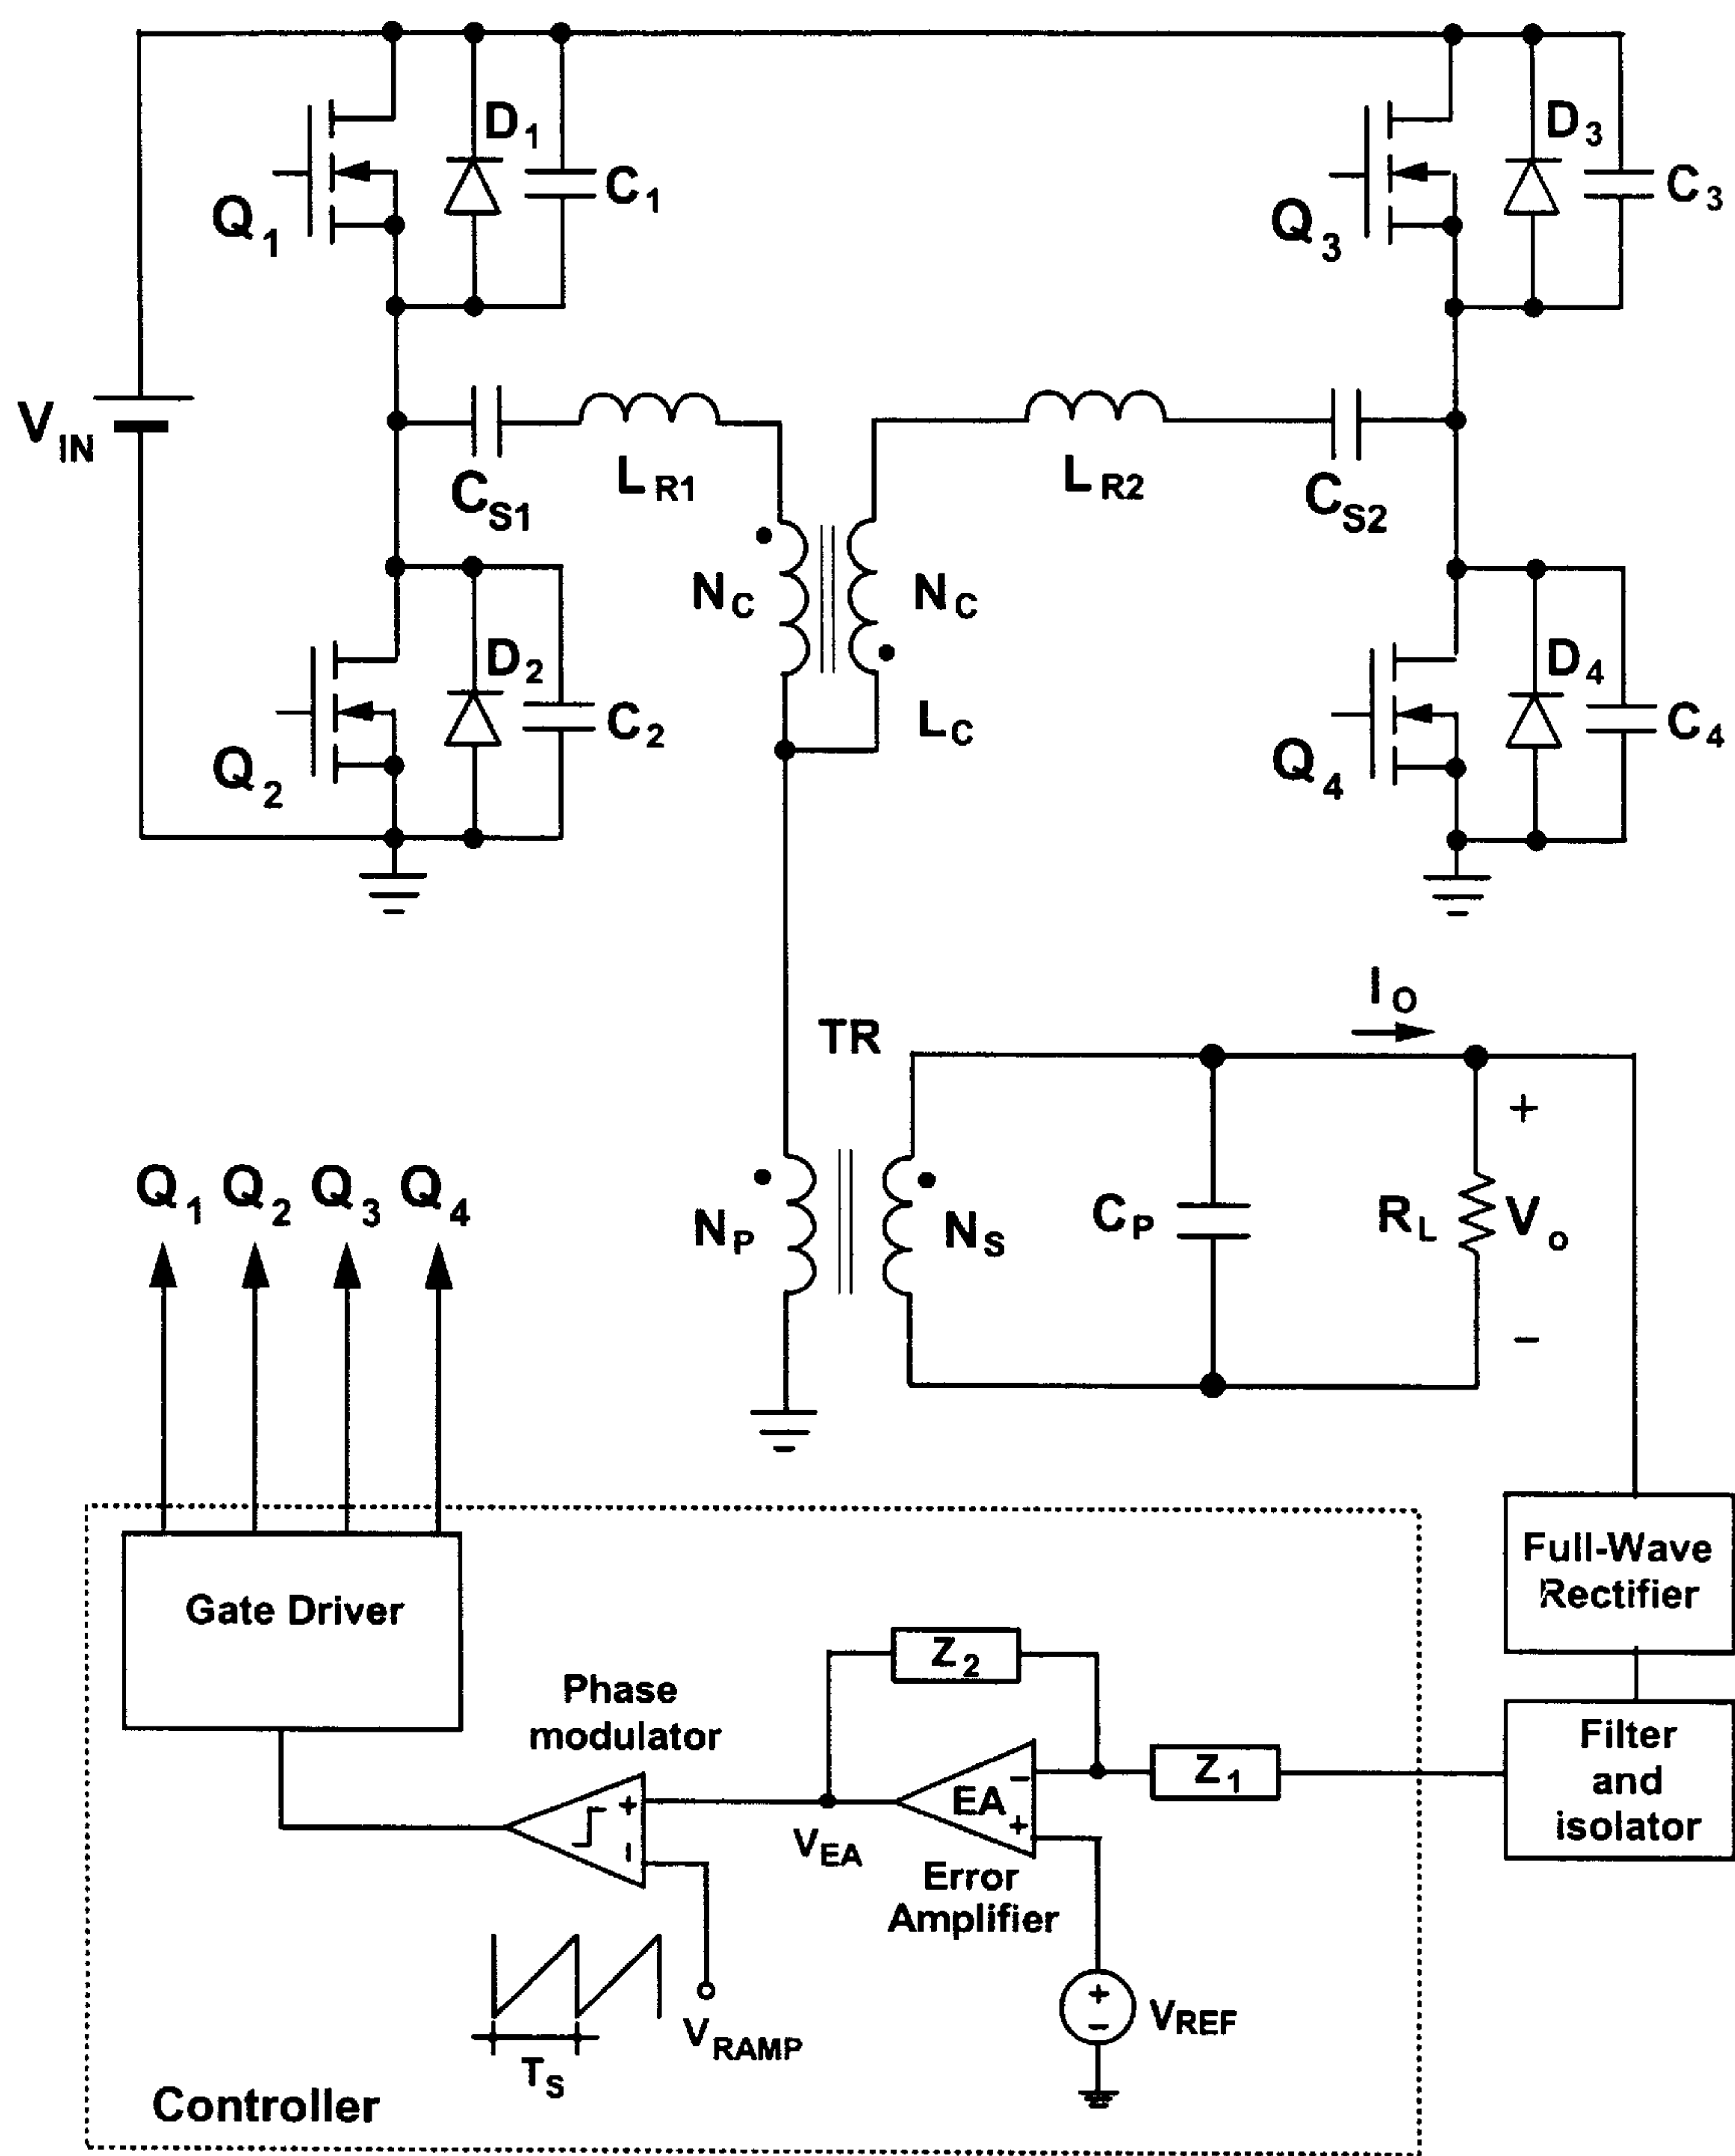 D1
C1
Q1
D3
C3
Q3
VIN
CS1
LR1
LR2
CS2
NC
NC
D2
C2
Q2
LC
D4
C4
Q4
IO
TR
Q1 Q2 Q3 Q4
NP
NS
CP
RL
+
Vo
−
Full-Wave
Rectifier
Gate Driver
Z2
Phase
modulator
Filter
and
isolator
Z1
−
EA
+
+
−
VEA
Error
Amplifier
VRAMP
TS
+
−
VREF
Controller